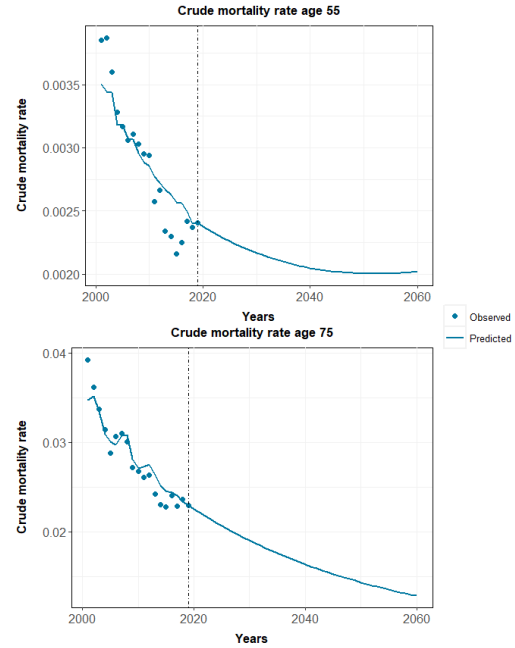 Crude mortality rate age 55
Crude mortality rate
0.0035
0.0030
0.0025
0.0020
2000 2020 2040 2060
Years
Observed
Predicted
Crude mortality rate age 75
Crude mortality rate
0.04
0.03
0.02
2000 2020 2040 2060
Years